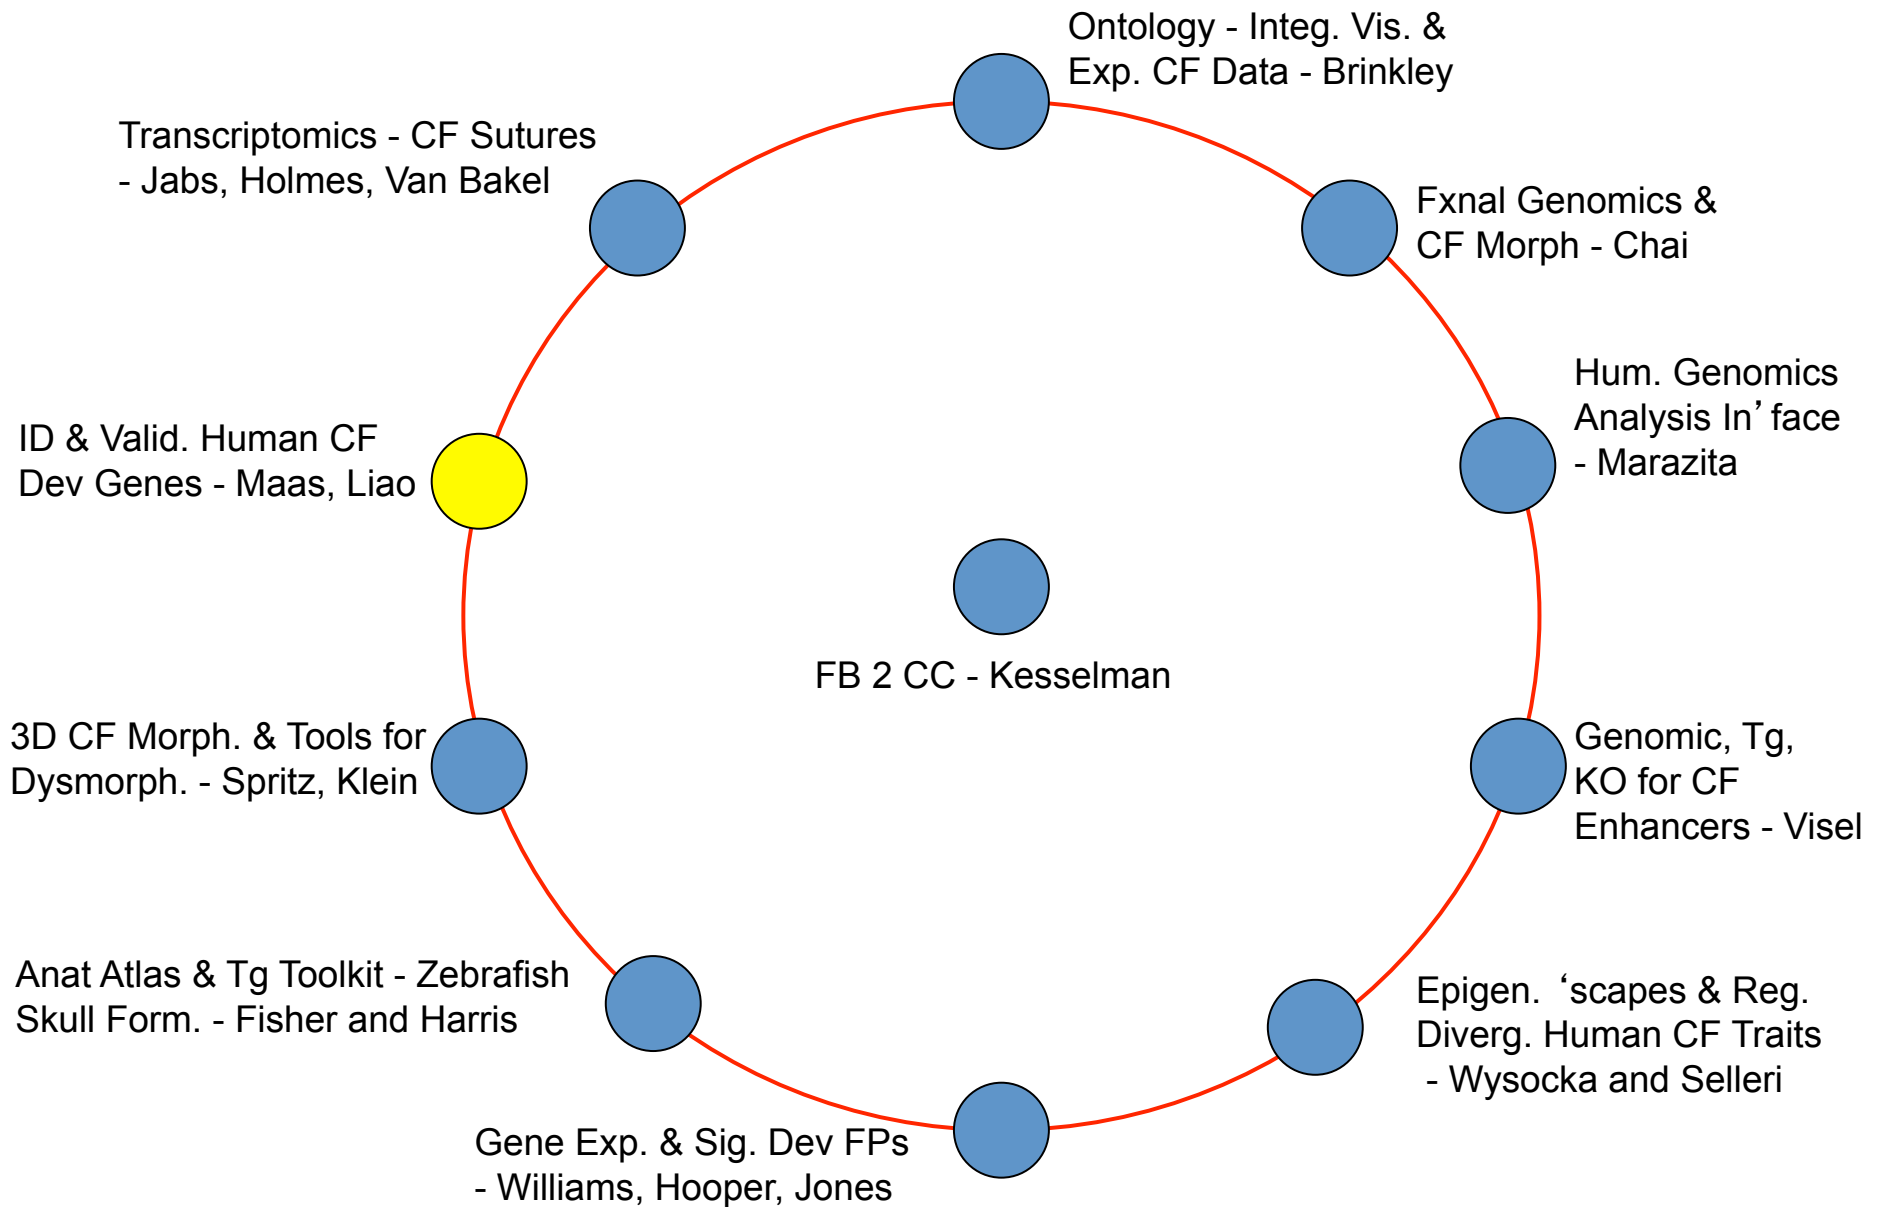 Ontology - Integ. Vis. &
Exp. CF Data - Brinkley
Transcriptomics - CF Sutures
- Jabs, Holmes, Van Bakel
Fxnal Genomics &
CF Morph - Chai
Hum. Genomics
Analysis In’face
- Marazita
ID & Valid. Human CF
Dev Genes - Maas, Liao
FB 2 CC - Kesselman
3D CF Morph. & Tools for
Dysmorph. - Spritz, Klein
Genomic, Tg,
KO for CF
Enhancers - Visel
Anat Atlas & Tg Toolkit - Zebrafish
Skull Form. - Fisher and Harris
Epigen. ‘scapes & Reg.
Diverg. Human CF Traits
- Wysocka and Selleri
Gene Exp. & Sig. Dev FPs
- Williams, Hooper, Jones